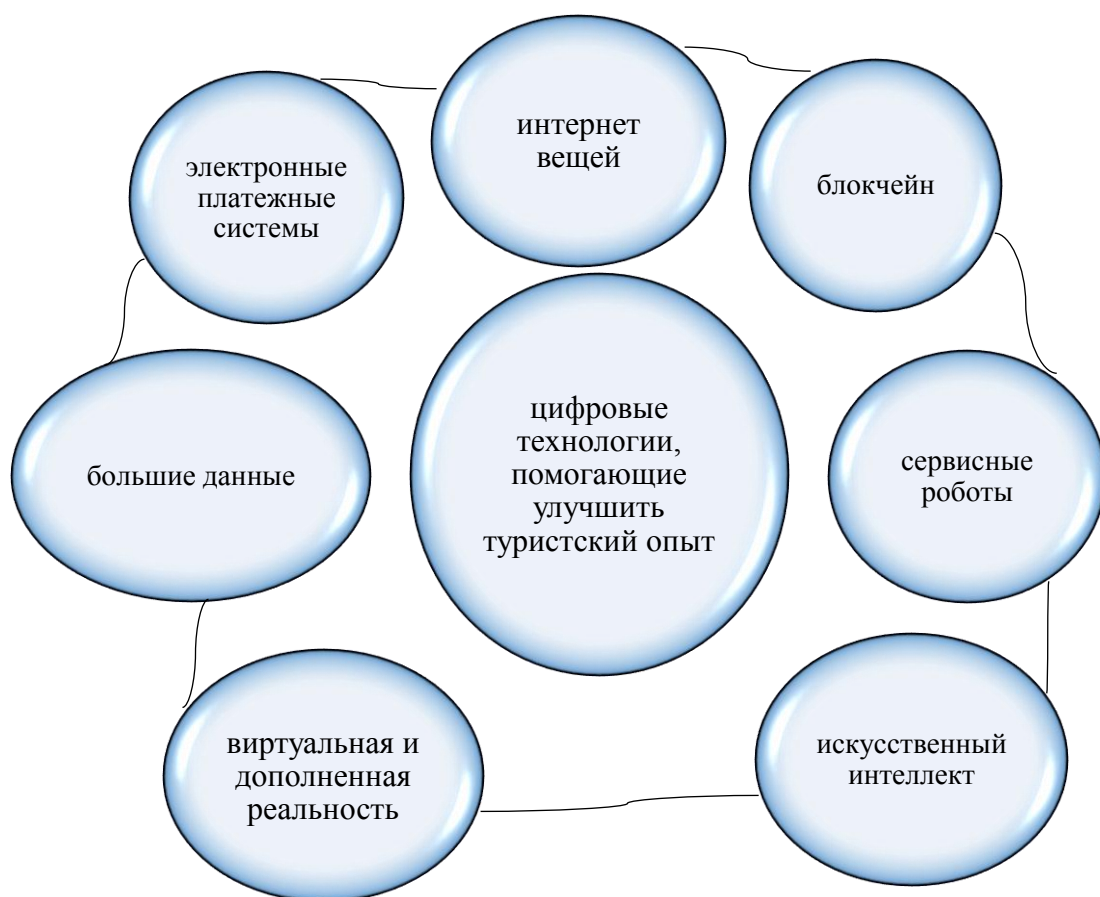 интернет
вещей
блокчейн
электронные
платежные
системы
цифровые
технологии,
помогающие
улучшить
туристский опыт
большие данные
сервисные
роботы
виртуальная и
дополненная
реальность
искусственный
интеллект